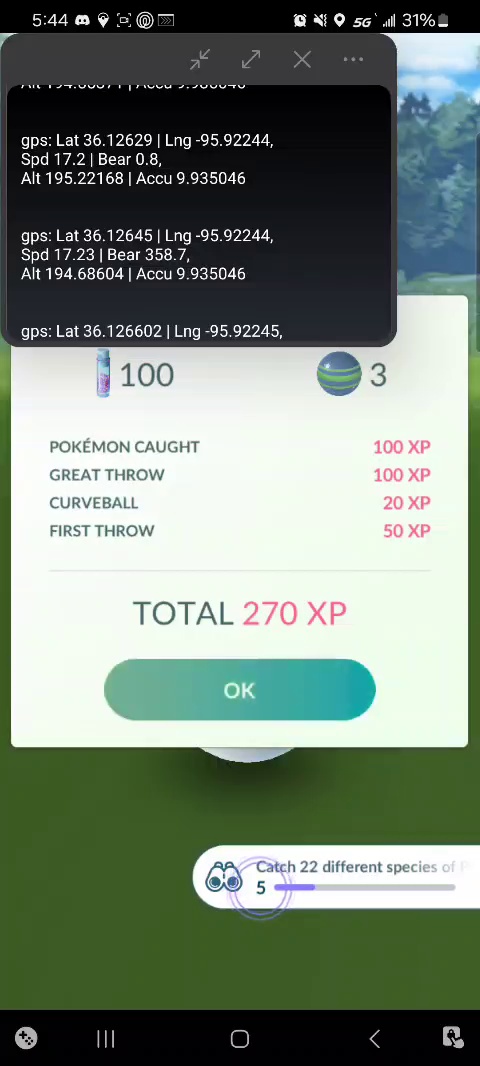 5:44
5G
31%
gps: Lat 36.12629 | Lng -95.92244,
Spd 17.2 | Bear 0.8,
Alt 195.22168 | Accu 9.935046
gps: Lat 36.12645 | Lng -95.92244,
Spd 17.23 | Bear 358.7,
Alt 194.68604 | Accu 9.935046
gps: Lat 36.126602 | Lng -95.92245,
100
3
POKÉMON CAUGHT 100 XP
GREAT THROW 100 XP
CURVEBALL 20 XP
FIRST THROW 50 XP
TOTAL 270 XP
OK
Catch 22 different species of
5